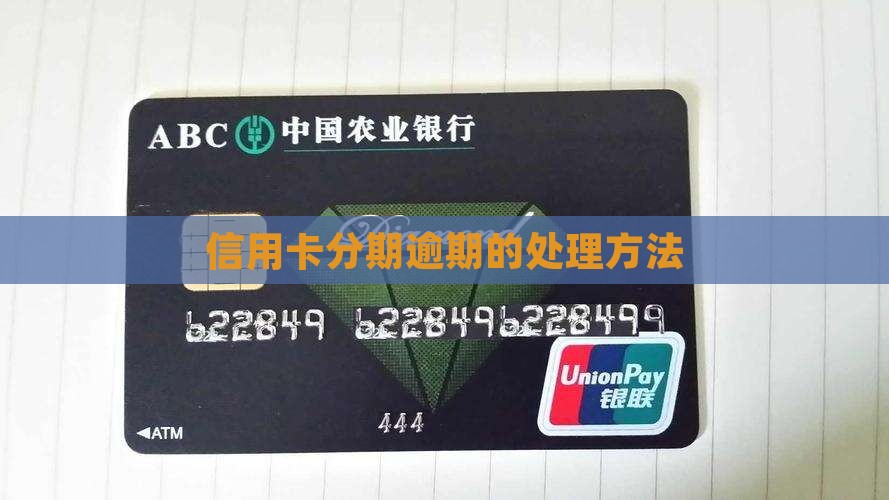 ABC 中国农业银行
Diamond
信用卡分期逾期的处理方法
622849 6228496228499
UnionPay
银联
444
◄ATM